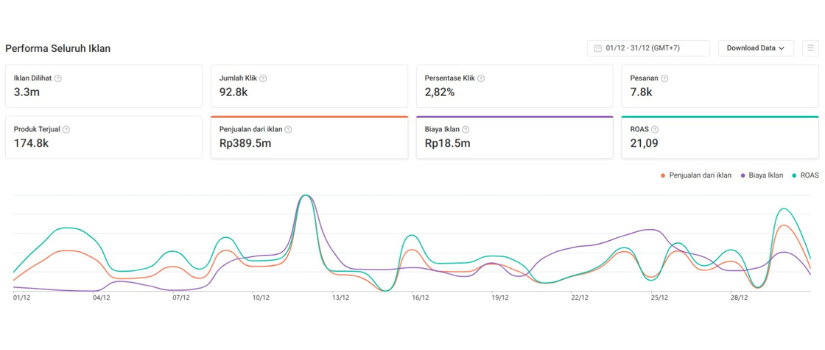 Performa Seluruh Iklan
01/12 - 31/12 (GMT+7)
Download Data
Iklan Dilihat
3.3m
Jumlah Klik
92.8k
Persentase Klik
2,82%
Pesanan
7.8k
Produk Terjual
174.8k
Penjualan dari iklan
Rp389.5m
Biaya Iklan
Rp18.5m
ROAS
21,09
Penjualan dari iklan
Biaya Iklan
ROAS
01/12
04/12
07/12
10/12
13/12
16/12
19/12
22/12
25/12
28/12